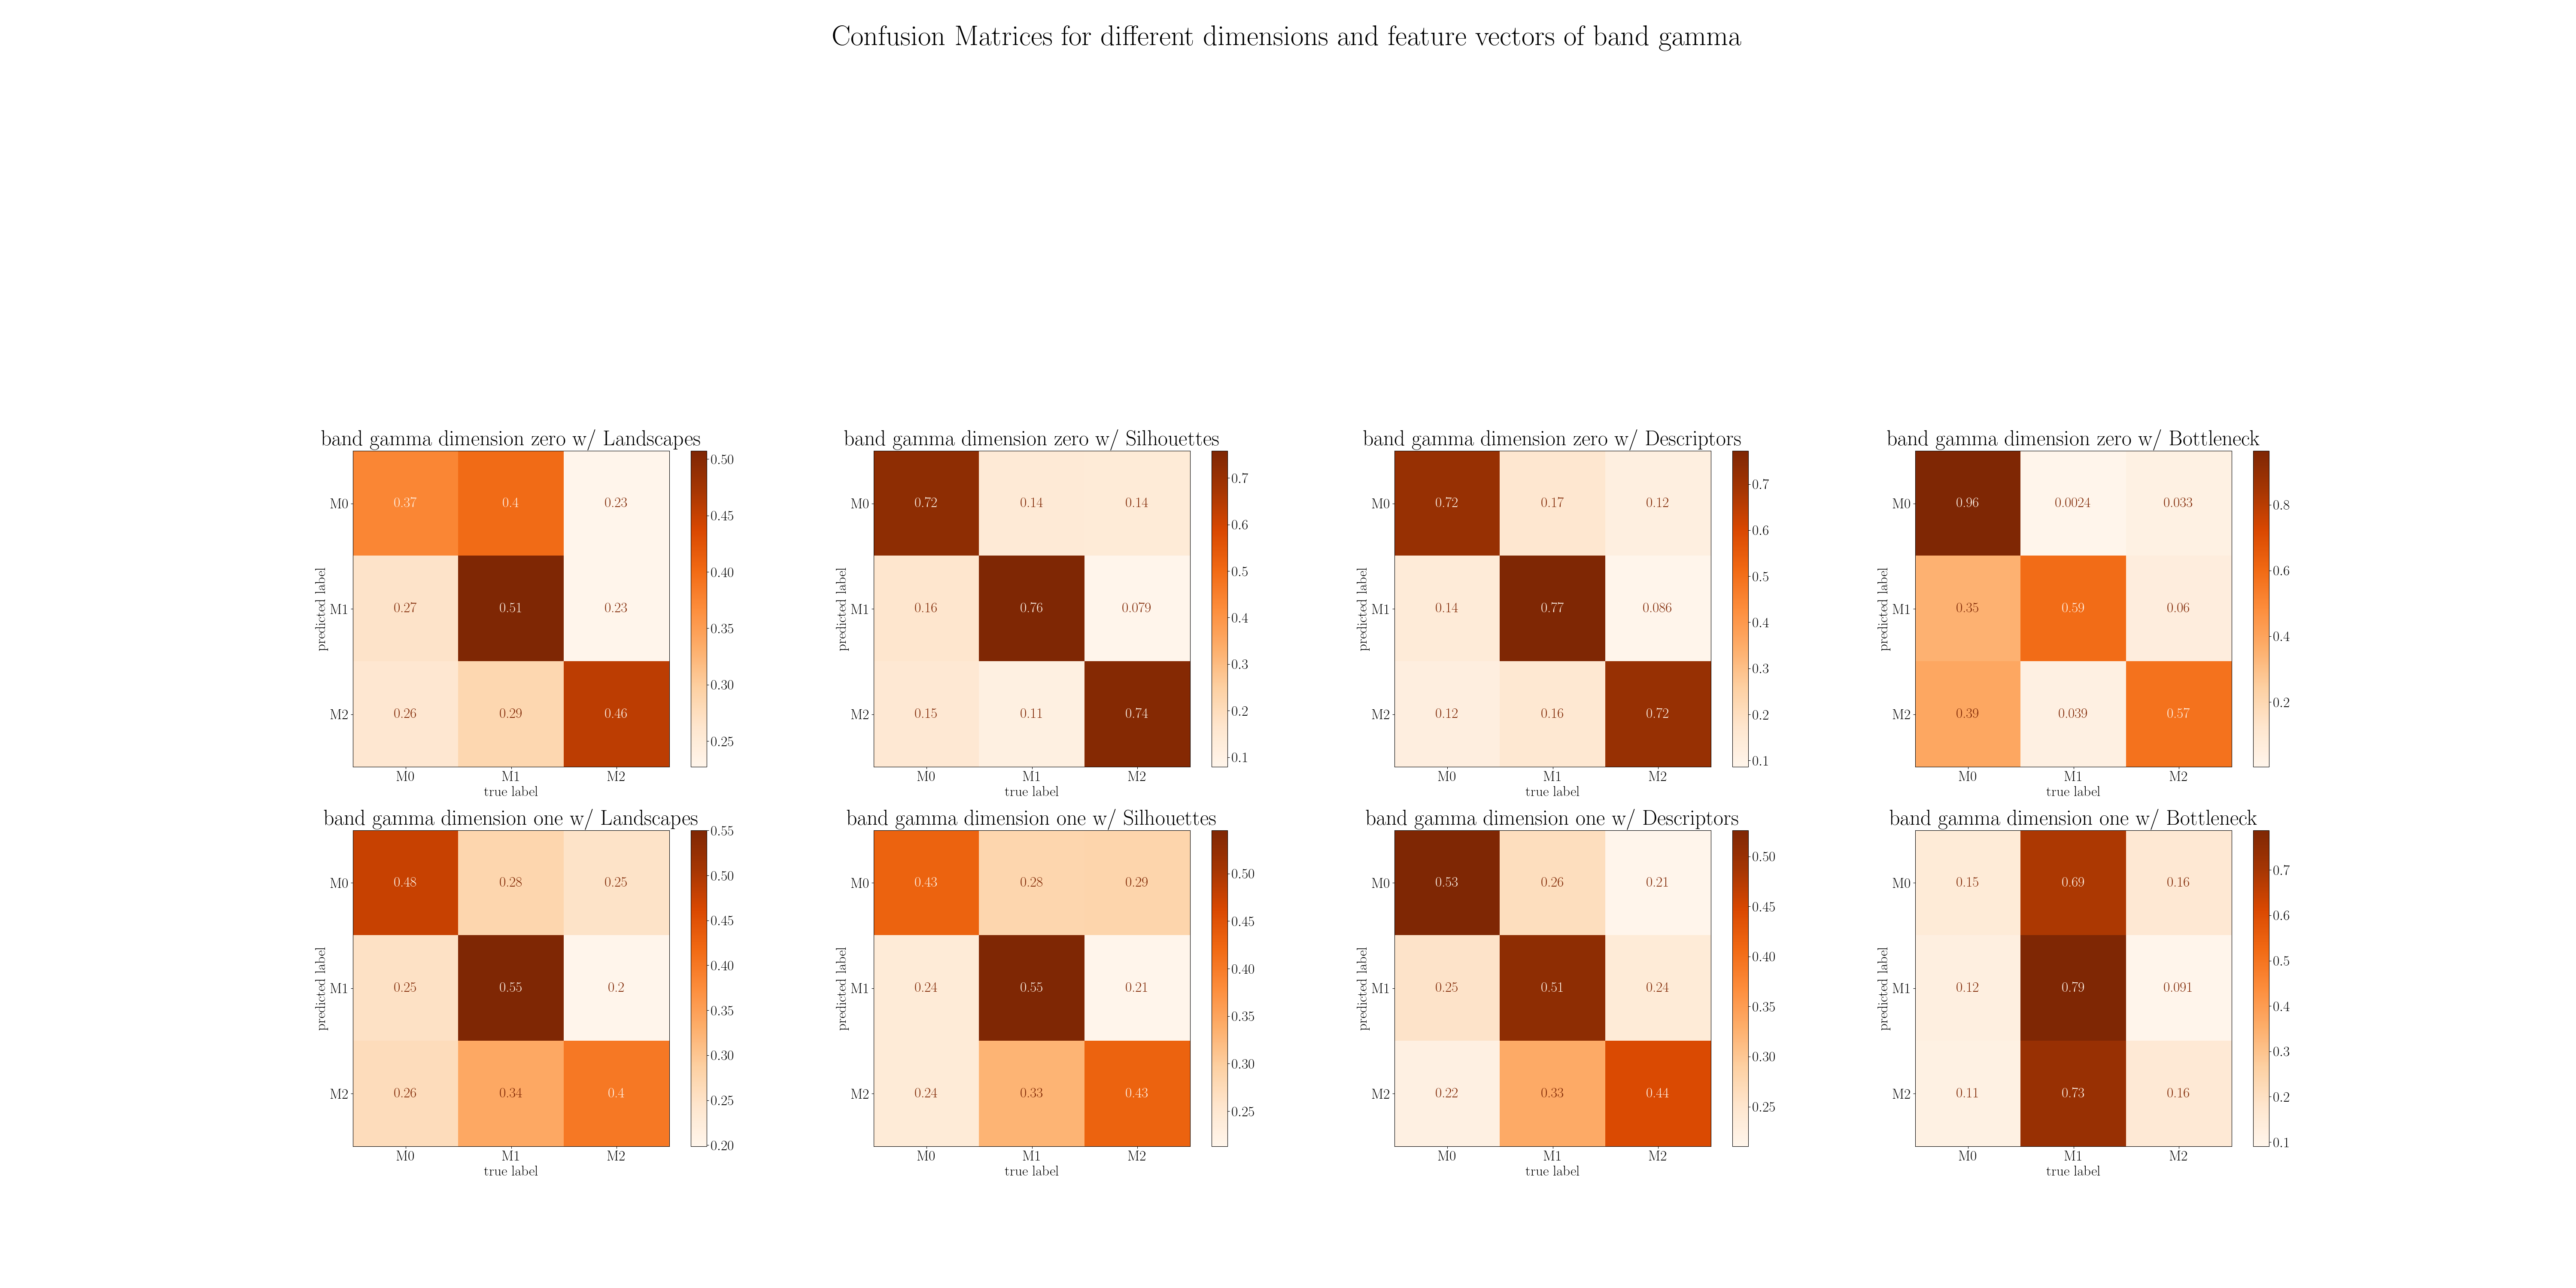 Confusion Matrices for different dimensions and feature vectors of band gamma
band gamma dimension zero w/ Landscapes
predicted label
M0 0.37 0.4 0.23
M1 0.27 0.51 0.23
M2 0.26 0.29 0.46
M0 M1 M2
true label
0.50
0.45
0.40
0.35
0.30
0.25
band gamma dimension zero w/ Silhouettes
predicted label
M0 0.72 0.14 0.14
M1 0.16 0.76 0.079
M2 0.15 0.11 0.74
M0 M1 M2
true label
0.7
0.6
0.5
0.4
0.3
0.2
0.1
band gamma dimension zero w/ Descriptors
predicted label
M0 0.72 0.17 0.12
M1 0.14 0.77 0.086
M2 0.12 0.16 0.72
M0 M1 M2
true label
0.7
0.6
0.5
0.4
0.3
0.2
0.1
band gamma dimension zero w/ Bottleneck
predicted label
M0 0.96 0.0024 0.033
M1 0.35 0.59 0.06
M2 0.39 0.039 0.57
M0 M1 M2
true label
0.8
0.6
0.4
0.2
band gamma dimension one w/ Landscapes
predicted label
M0 0.48 0.28 0.25
M1 0.25 0.55 0.2
M2 0.26 0.34 0.4
M0 M1 M2
true label
0.55
0.50
0.45
0.40
0.35
0.30
0.25
0.20
band gamma dimension one w/ Silhouettes
predicted label
M0 0.43 0.28 0.29
M1 0.24 0.55 0.21
M2 0.24 0.33 0.43
M0 M1 M2
true label
0.50
0.45
0.40
0.35
0.30
0.25
band gamma dimension one w/ Descriptors
predicted label
M0 0.53 0.26 0.21
M1 0.25 0.51 0.24
M2 0.22 0.33 0.44
M0 M1 M2
true label
0.50
0.45
0.40
0.35
0.30
0.25
band gamma dimension one w/ Bottleneck
predicted label
M0 0.15 0.69 0.16
M1 0.12 0.79 0.091
M2 0.11 0.73 0.16
M0 M1 M2
true label
0.7
0.6
0.5
0.4
0.3
0.2
0.1